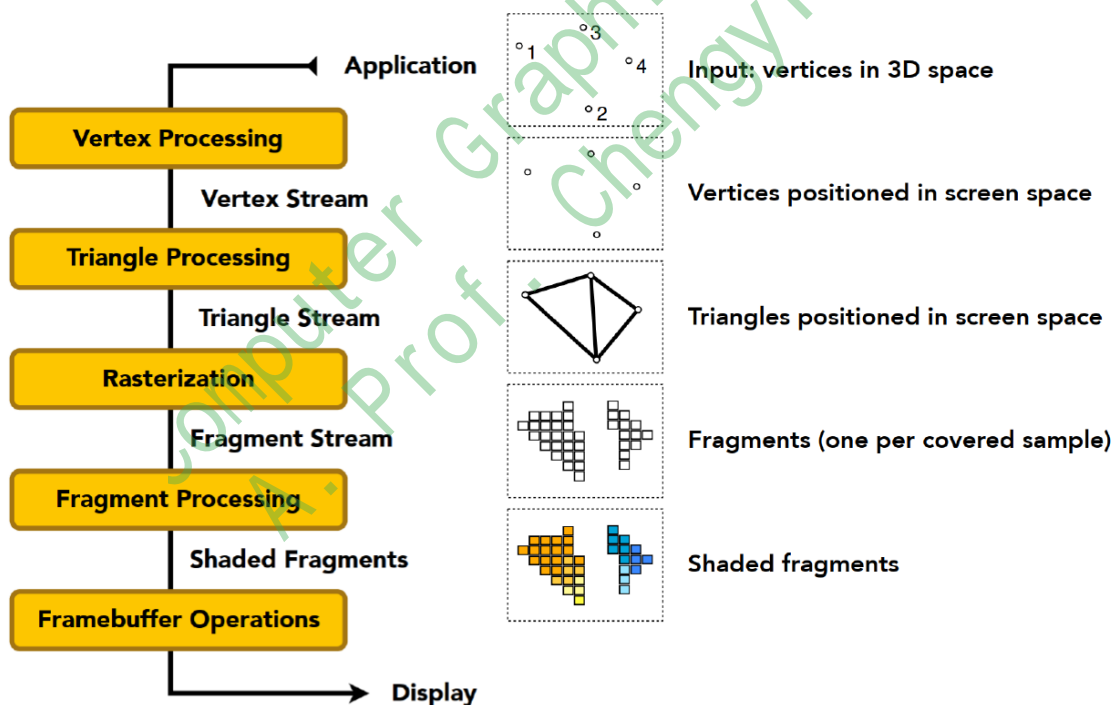 Application
1
3
4
2
Input: vertices in 3D space
Vertex Processing
Vertex Stream
Vertices positioned in screen space
Triangle Processing
Triangle Stream
Triangles positioned in screen space
Rasterization
Fragment Stream
Fragments (one per covered sample)
Fragment Processing
Shaded Fragments
Shaded fragments
Framebuffer Operations
Display
Computer Graph
A. Prof. Chengy